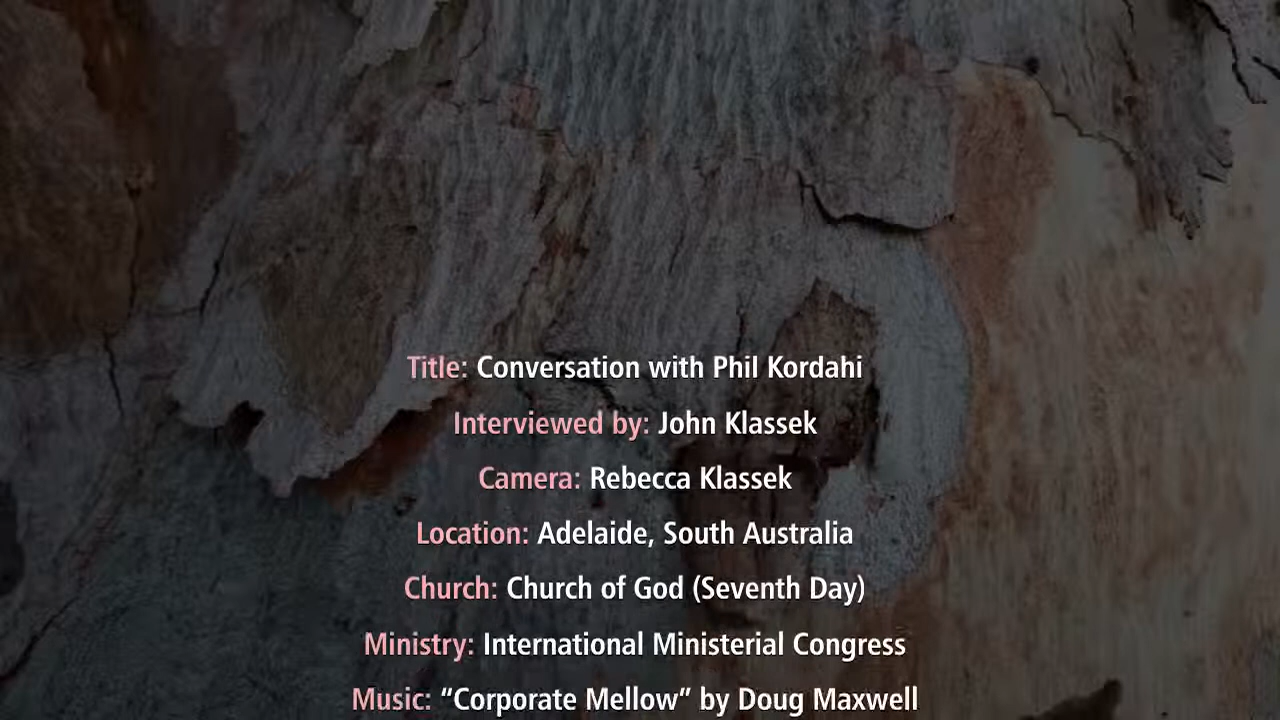 Title: Conversation with Phil Kordahi
Interviewed by: John Klassek
Camera: Rebecca Klassek
Location: Adelaide, South Australia
Church: Church of God (Seventh Day)
Ministry: International Ministerial Congress
Music: “Corporate Mellow” by Doug Maxwell